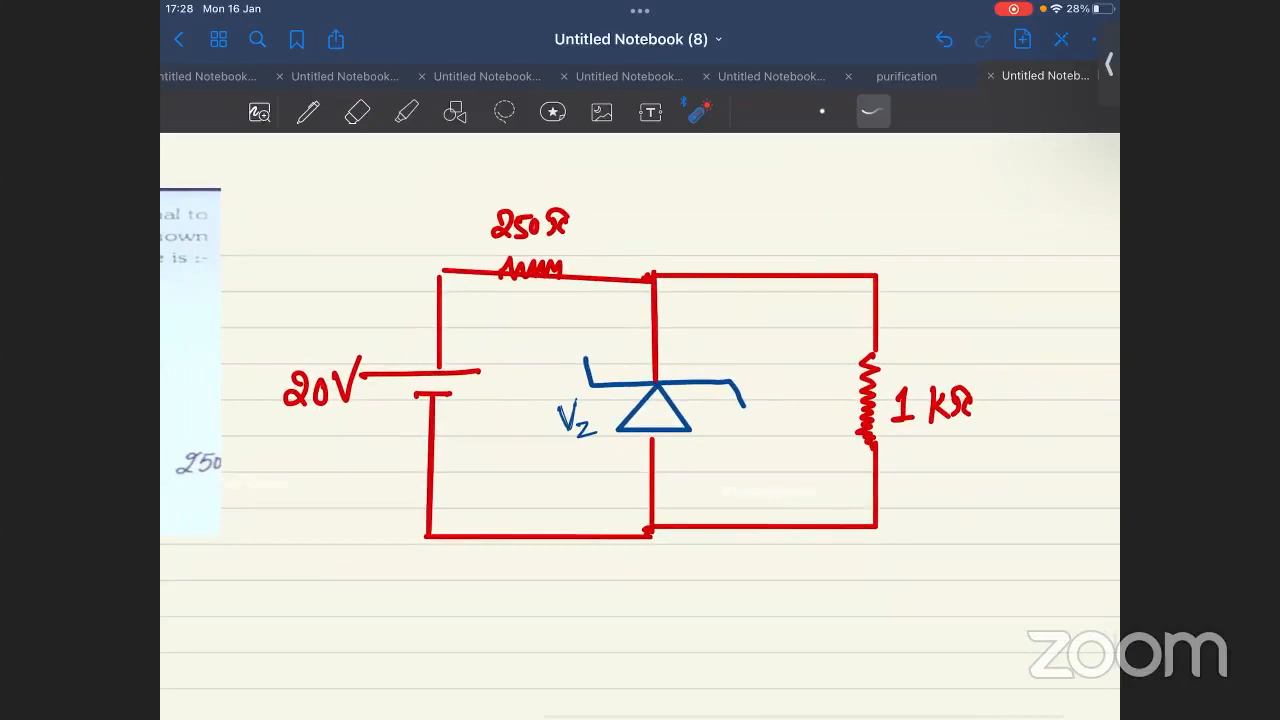 17:28 Mon 16 Jan
28%
Untitled Notebook (8)
ntitled Notebook...
Untitled Notebook...
Untitled Notebook...
Untitled Notebook...
Untitled Notebook...
purification
Untitled Noteb...
T
al to
own
e is :-
250
250 Ω
20V
Vz
1 KΩ
zoom